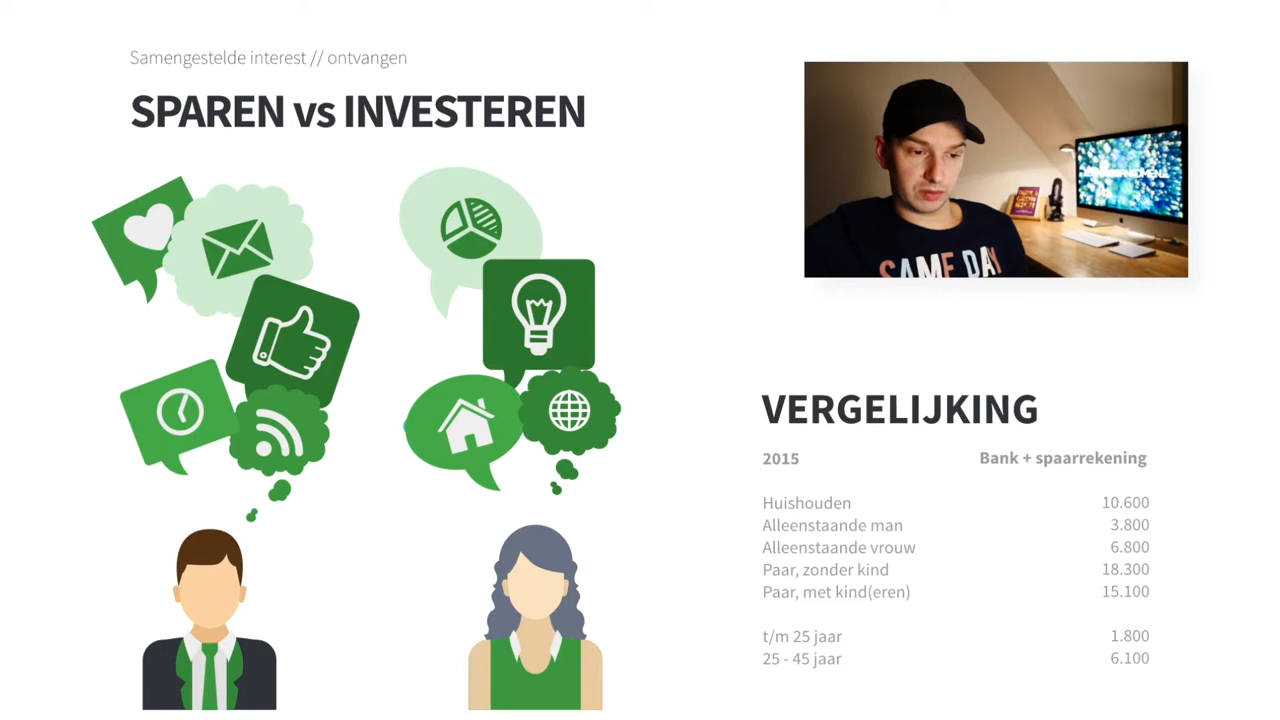 Samengestelde interest // ontvangen
SPAREN vs INVESTEREN
SAME DAY
VERGELIJKING
2015 Bank + spaarrekening
Huishouden 10.600
Alleenstaande man 3.800
Alleenstaande vrouw 6.800
Paar, zonder kind 18.300
Paar, met kind(eren) 15.100
t/m 25 jaar 1.800
25 - 45 jaar 6.100